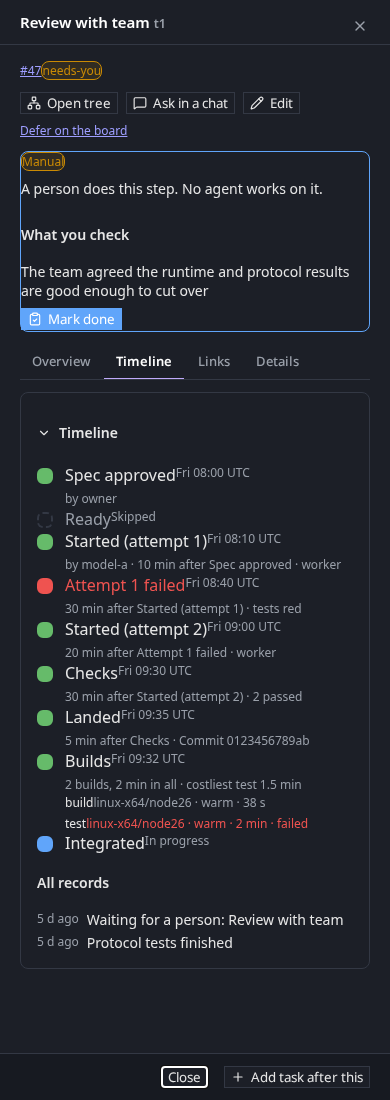 Review with team t1
#47 needs-you
Open tree Ask in a chat Edit
Defer on the board
Manual
A person does this step. No agent works on it.
What you check
The team agreed the runtime and protocol results
are good enough to cut over
Mark done
Overview Timeline Links Details
Timeline
Spec approved Fri 08:00 UTC
by owner
Ready Skipped
Started (attempt 1) Fri 08:10 UTC
by model-a · 10 min after Spec approved · worker
Attempt 1 failed Fri 08:40 UTC
30 min after Started (attempt 1) · tests red
Started (attempt 2) Fri 09:00 UTC
20 min after Attempt 1 failed · worker
Checks Fri 09:30 UTC
30 min after Started (attempt 2) · 2 passed
Landed Fri 09:35 UTC
5 min after Checks · Commit 0123456789ab
Builds Fri 09:32 UTC
2 builds, 2 min in all · costliest test 1.5 min
build linux-x64/node26 · warm · 38 s
test linux-x64/node26 · warm · 2 min · failed
Integrated In progress
All records
5 d ago Waiting for a person: Review with team
5 d ago Protocol tests finished
Close + Add task after this